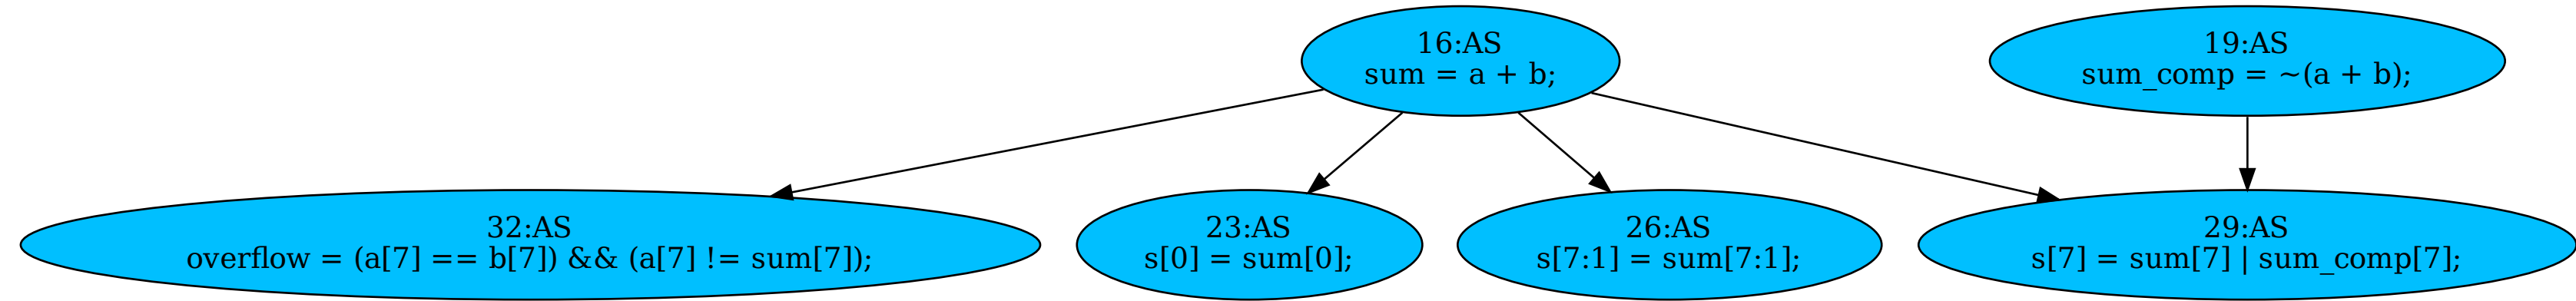 16:AS
sum = a + b;
19:AS
sum_comp = ~(a + b);
32:AS
overflow = (a[7] == b[7]) && (a[7] != sum[7]);
23:AS
s[0] = sum[0];
26:AS
s[7:1] = sum[7:1];
29:AS
s[7] = sum[7] | sum_comp[7];